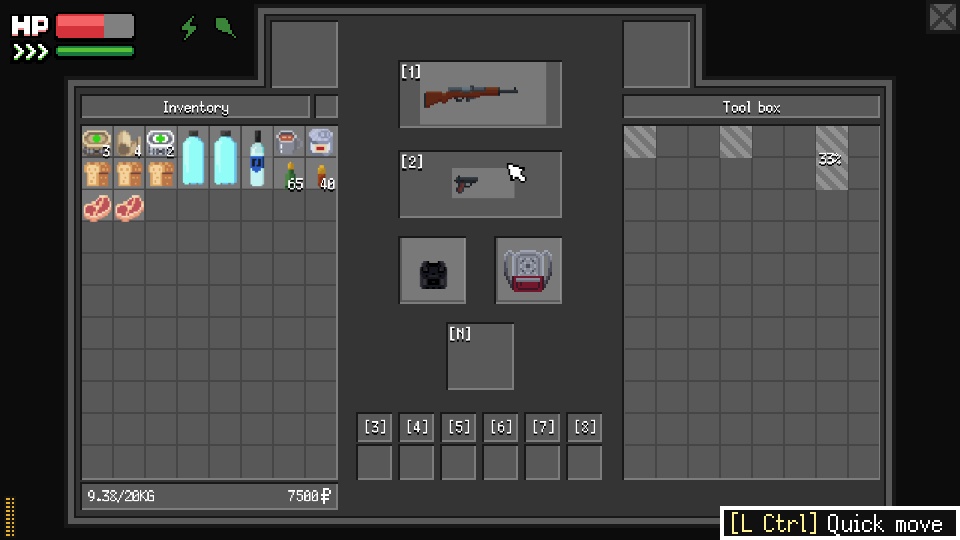 HP
>>>
Inventory
Tool box
[1]
[2]
[N]
3
4
2
65
40
33%
[3] [4] [5] [6] [7] [8]
9.38/20KG
7500₽
[L Ctrl] Quick move